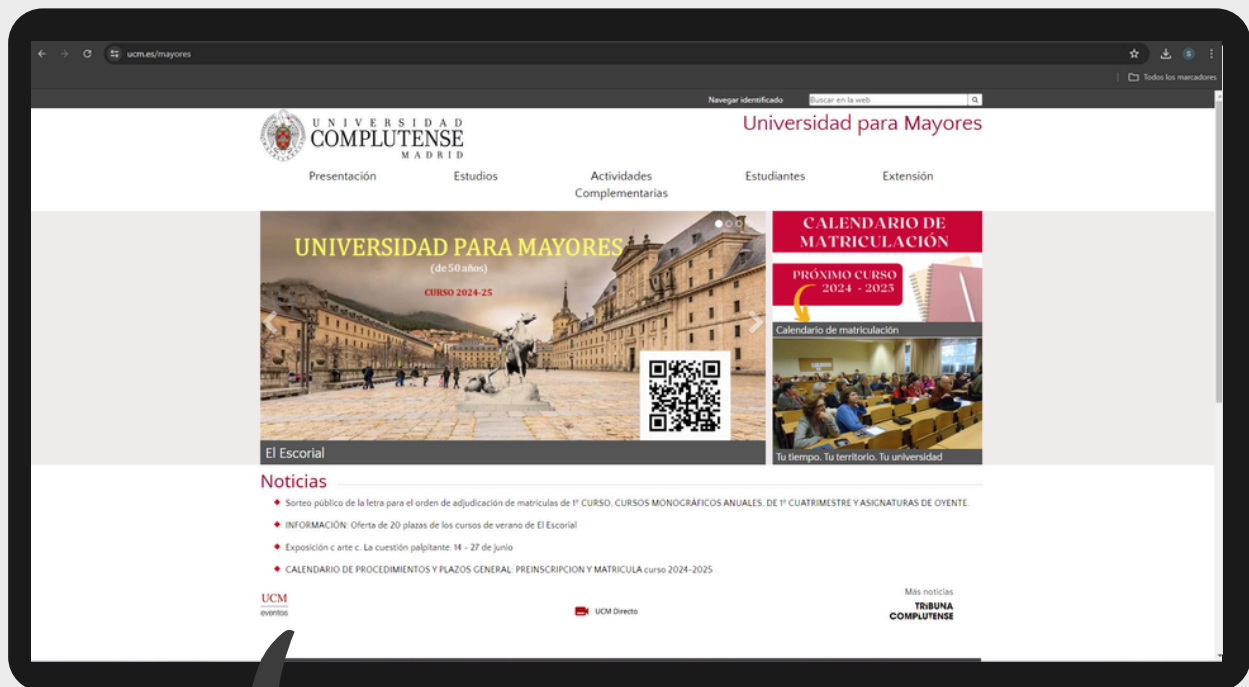 ucm.es/mayores
S
Todos los marcadores
Navegar identificado
Buscar en la web
UNIVERSIDAD
COMPLUTENSE
MADRID
Universidad para Mayores
Presentación
Estudios
Actividades
Complementarias
Estudiantes
Extensión
UNIVERSIDAD PARA MAYORES
(de 50 años)
CURSO 2024-25
El Escorial
CALENDARIO DE
MATRICULACIÓN
PRÓXIMO CURSO
2024 - 2025
Calendario de matriculación
Tu tiempo. Tu territorio. Tu universidad
Noticias
Sorteo público de la letra para el orden de adjudicación de matrículas de 1º CURSO, CURSOS MONOGRÁFICOS ANUALES, DE 1º CUATRIMESTRE Y ASIGNATURAS DE OYENTE.
INFORMACIÓN: Oferta de 20 plazas de los cursos de verano de El Escorial
Exposición c arte c. La cuestión palpitante. 14 - 27 de junio
CALENDARIO DE PROCEDIMIENTOS Y PLAZOS GENERAL: PREINSCRIPCION Y MATRICULA curso 2024-2025
Más noticias
UCM
eventos
UCM Directo
TRIBUNA
COMPLUTENSE